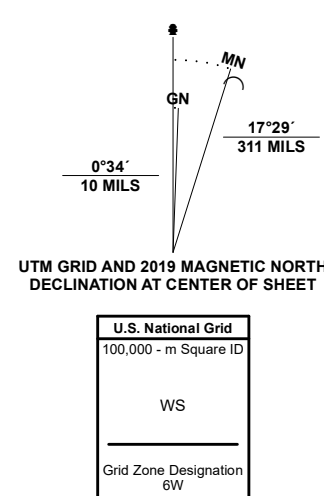 MN
GN
17°29´
311 MILS
0°34´
10 MILS
UTM GRID AND 2019 MAGNETIC NORTH
DECLINATION AT CENTER OF SHEET
U.S. National Grid
100,000 - m Square ID
WS
Grid Zone Designation
6W